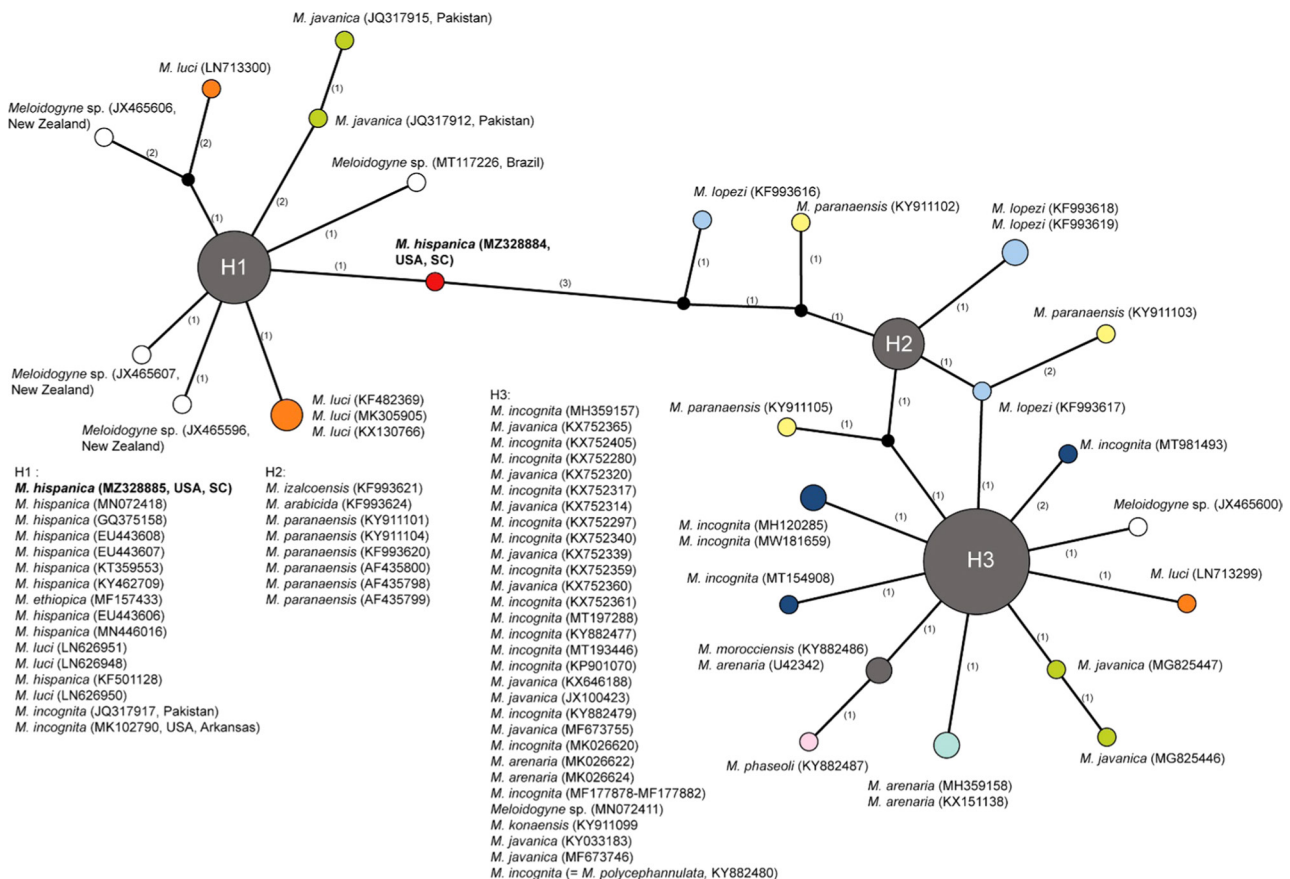 M. javanica (JQ317915, Pakistan)
M. luci (LN713300)
(1)
Meloidogyne sp. (JX465606,
New Zealand)
M. javanica (JQ317912, Pakistan)
(2)
(2)
Meloidogyne sp. (MT117226, Brazil)
(2)
(1)
(1)
H1
(1)
M. hispanica (MZ328884,
USA, SC)
(3)
M. lopezi (KF993616)
M. paranaensis (KY911102)
M. lopezi (KF993618)
M. lopezi (KF993619)
(1)
(1)
(1)
(1)
(1)
H2
M. paranaensis (KY911103)
(1)
(2)
(1)
M. lopezi (KF993617)
(1)
(1)
(1)
Meloidogyne sp. (JX465607,
New Zealand)
Meloidogyne sp. (JX465596,
New Zealand)
M. luci (KF482369)
M. luci (MK305905)
M. luci (KX130766)
M. paranaensis (KY911105)
(1)
M. incognita (MT981493)
(1)
(1)
(2)
Meloidogyne sp. (JX465600)
(1)
M. incognita (MH120285)
M. incognita (MW181659)
(1)
H3
M. luci (LN713299)
(1)
M. incognita (MT154908)
(1)
(1)
(1)
(1)
M. morocciensis (KY882486)
M. arenaria (U42342)
M. javanica (MG825447)
(1)
(1)
M. phaseoli (KY882487)
M. javanica (MG825446)
M. arenaria (MH359158)
M. arenaria (KX151138)
H1 :
M. hispanica (MZ328885, USA, SC)
M. hispanica (MN072418)
M. hispanica (GQ375158)
M. hispanica (EU443608)
M. hispanica (EU443607)
M. hispanica (KT359553)
M. hispanica (KY462709)
M. ethiopica (MF157433)
M. hispanica (EU443606)
M. hispanica (MN446016)
M. luci (LN626951)
M. luci (LN626948)
M. hispanica (KF501128)
M. luci (LN626950)
M. incognita (JQ317917, Pakistan)
M. incognita (MK102790, USA, Arkansas)
H2:
M. izalcoensis (KF993621)
M. arabicida (KF993624)
M. paranaensis (KY911101)
M. paranaensis (KY911104)
M. paranaensis (KF993620)
M. paranaensis (AF435800)
M. paranaensis (AF435798)
M. paranaensis (AF435799)
H3:
M. incognita (MH359157)
M. javanica (KX752365)
M. incognita (KX752405)
M. incognita (KX752280)
M. javanica (KX752320)
M. incognita (KX752317)
M. javanica (KX752314)
M. incognita (KX752297)
M. incognita (KX752340)
M. javanica (KX752339)
M. incognita (KX752359)
M. javanica (KX752360)
M. incognita (KX752361)
M. incognita (MT197288)
M. incognita (KY882477)
M. incognita (MT193446)
M. incognita (KP901070)
M. javanica (KX646188)
M. javanica (JX100423)
M. incognita (KY882479)
M. javanica (MF673755)
M. incognita (MK026620)
M. arenaria (MK026622)
M. arenaria (MK026624)
M. incognita (MF177878-MF177882)
Meloidogyne sp. (MN072411)
M. konaensis (KY911099
M. javanica (KY033183)
M. javanica (MF673746)
M. incognita (= M. polycephannulata, KY882480)